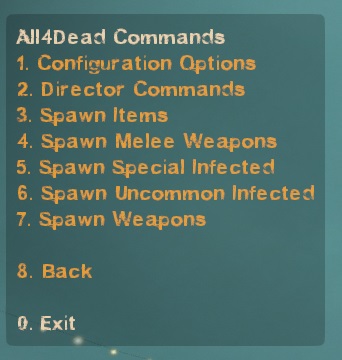 All4Dead Commands
1. Configuration Options
2. Director Commands
3. Spawn Items
4. Spawn Melee Weapons
5. Spawn Special Infected
6. Spawn Uncommon Infected
7. Spawn Weapons
8. Back
0. Exit